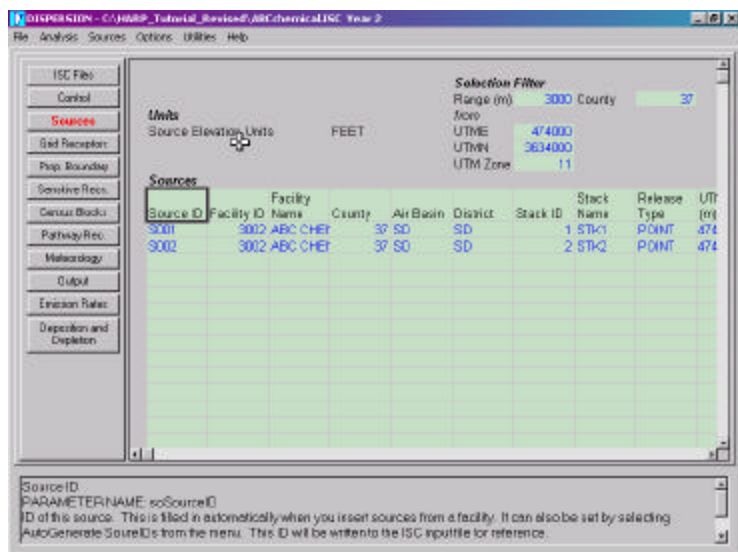 DISPERSION - C:\HARP_Tutorial_Revised\ABCchemical.ISC Year 2
File Analysis Sources Options Utilities Help
ISC Files
Control
Sources
Grid Receptors
Prop. Boundary
Sensitive Recs.
Census Blocks
Pathway Rec.
Meteorology
Output
Emission Rates
Deposition and
Depletion
Selection Filter
Range (m) 3000 County 37
from
UTME 474000
UTMN 3634000
UTM Zone 11
Units
Source Elevation Units FEET
Sources
Source ID Facility ID Facility Name County Air Basin District Stack ID Stack Name Release Type UTM (m)
S001 3002 ABC CHEM 37 SD SD 1 STK1 POINT 474
S002 3002 ABC CHEM 37 SD SD 2 STK2 POINT 474
Source ID
PARAMETER NAME: soSourceID
ID of this source. This is filled in automatically when you insert sources from a facility. It can also be set by selecting
AutoGenerate SoureIDs from the menu. This ID will be written to the ISC input file for reference.